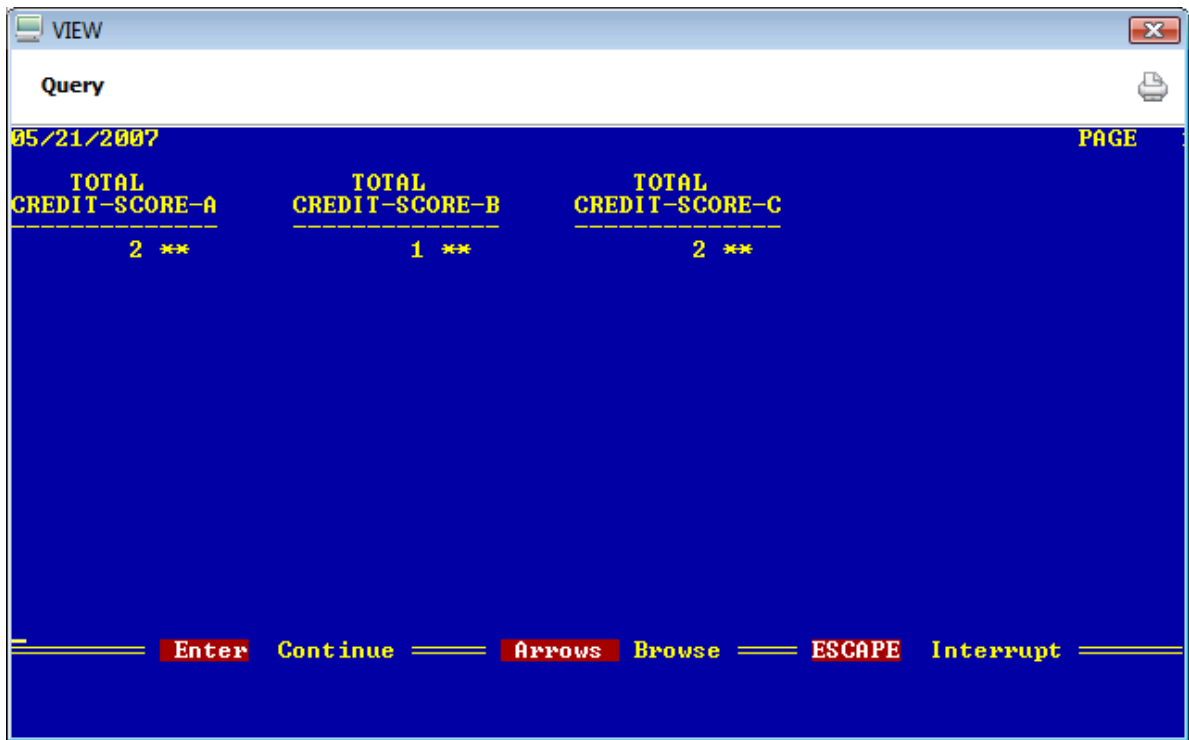 VIEW
Query
05/21/2007 PAGE 1
TOTAL TOTAL TOTAL
CREDIT-SCORE-A CREDIT-SCORE-B CREDIT-SCORE-C
-------------- -------------- --------------
2 ** 1 ** 2 **
Enter Continue Arrows Browse ESCAPE Interrupt